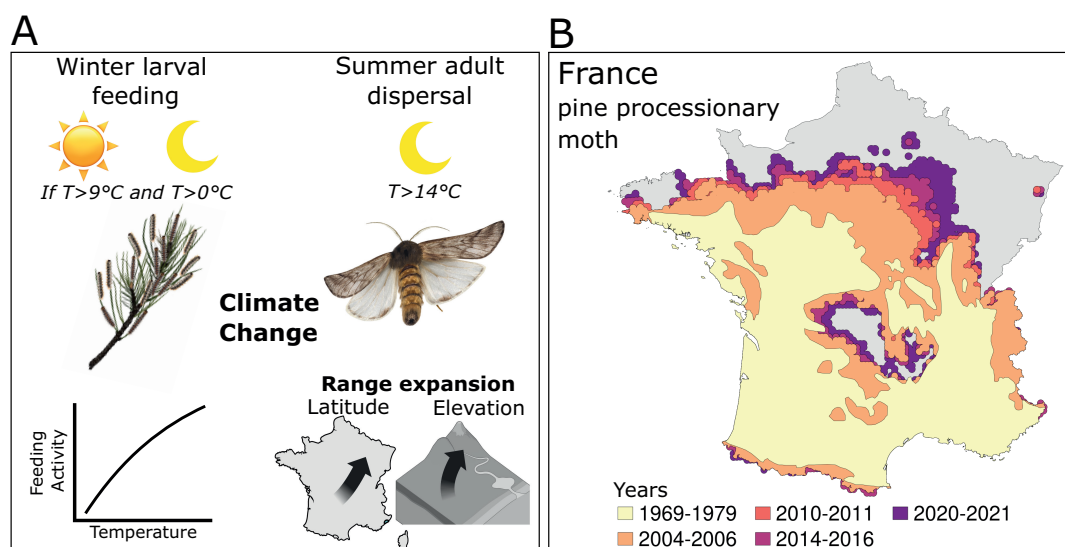 A
Winter larval
feeding
Summer adult
dispersal
If T>9°C and T>0°C
T>14°C
Climate
Change
Range expansion
Latitude
Elevation
Feeding
Activity
Temperature
B
France
pine processionary
moth
Years
1969-1979
2010-2011
2020-2021
2004-2006
2014-2016